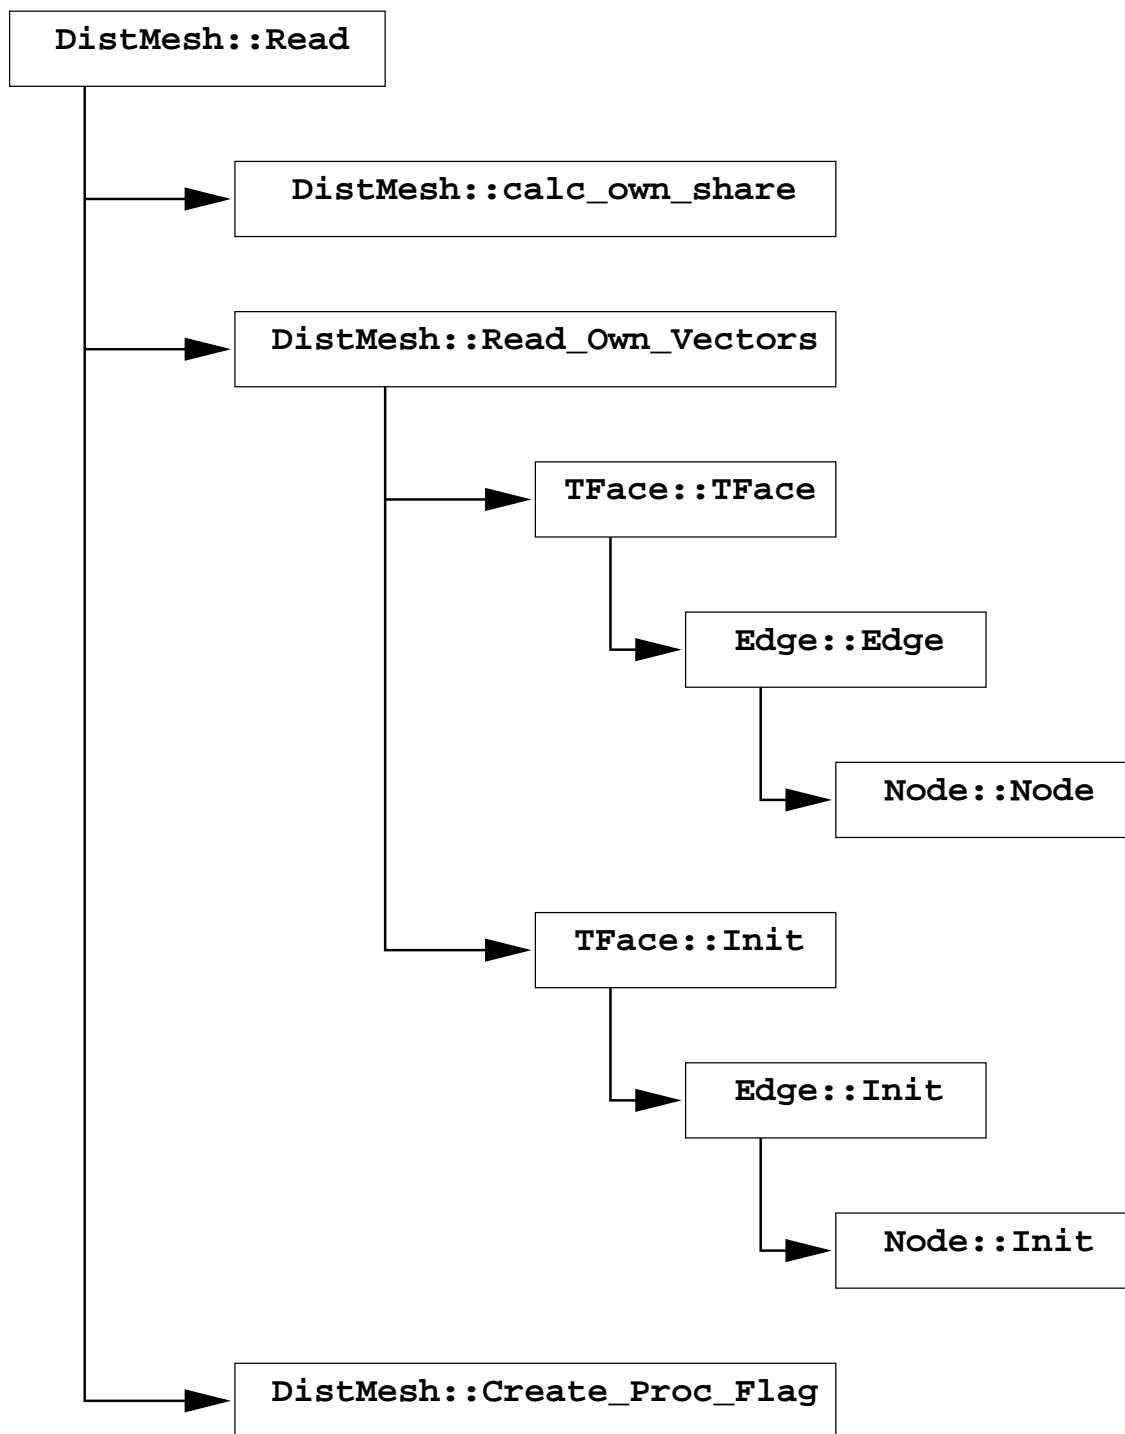 DistMesh::Read
DistMesh::calc_own_share
DistMesh::Read_Own_Vectors
TFace::TFace
Edge::Edge
Node::Node
TFace::Init
Edge::Init
Node::Init
DistMesh::Create_Proc_Flag